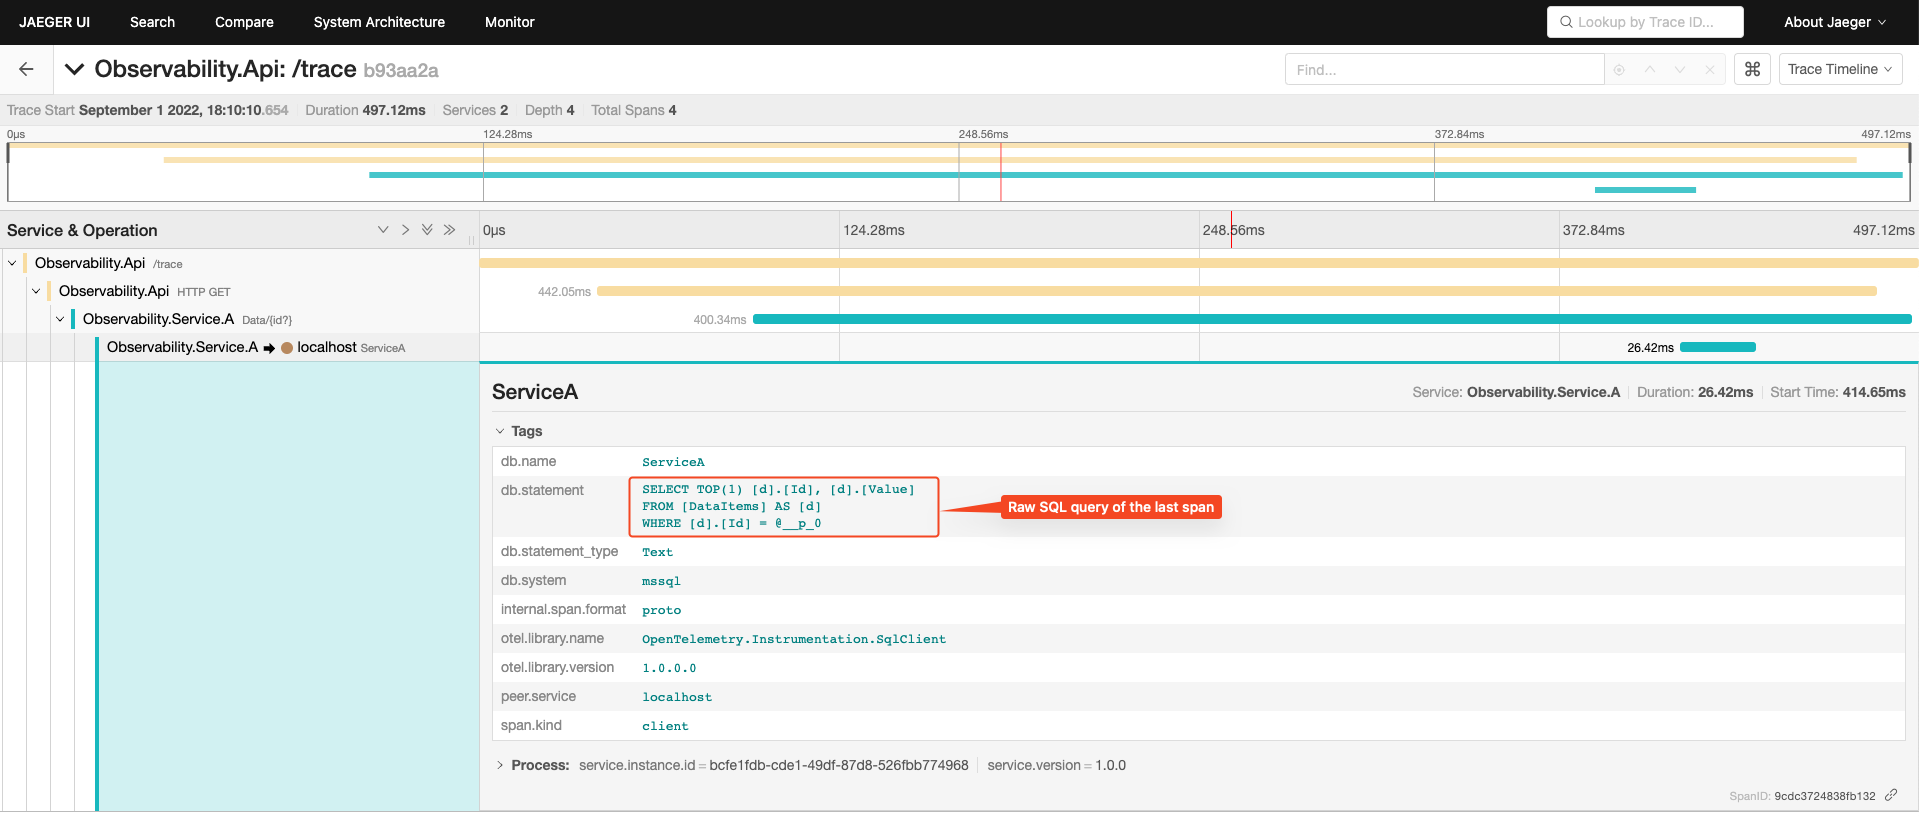 JAEGER UI Search Compare System Architecture Monitor Lookup by Trace ID... About Jaeger
Observability.Api: /trace b93aa2a Find... ⌘ Trace Timeline
Trace Start September 1 2022, 18:10:10.654 Duration 497.12ms Services 2 Depth 4 Total Spans 4
0μs 124.28ms 248.56ms 372.84ms 497.12ms
Service & Operation 0μs 124.28ms 248.56ms 372.84ms 497.12ms
Observability.Api /trace
Observability.Api HTTP GET 442.05ms
Observability.Service.A Data/{id?} 400.34ms
Observability.Service.A localhost ServiceA 26.42ms
ServiceA Service: Observability.Service.A Duration: 26.42ms Start Time: 414.65ms
Tags
db.name ServiceA
db.statement SELECT TOP(1) [d].[Id], [d].[Value]
FROM [DataItems] AS [d]
WHERE [d].[Id] = @__p_0
Raw SQL query of the last span
db.statement_type Text
db.system mssql
internal.span.format proto
otel.library.name OpenTelemetry.Instrumentation.SqlClient
otel.library.version 1.0.0.0
peer.service localhost
span.kind client
Process: service.instance.id = bcfe1fdb-cde1-49df-87d8-526fbb774968 service.version = 1.0.0
SpanID: 9cdc3724838fb132